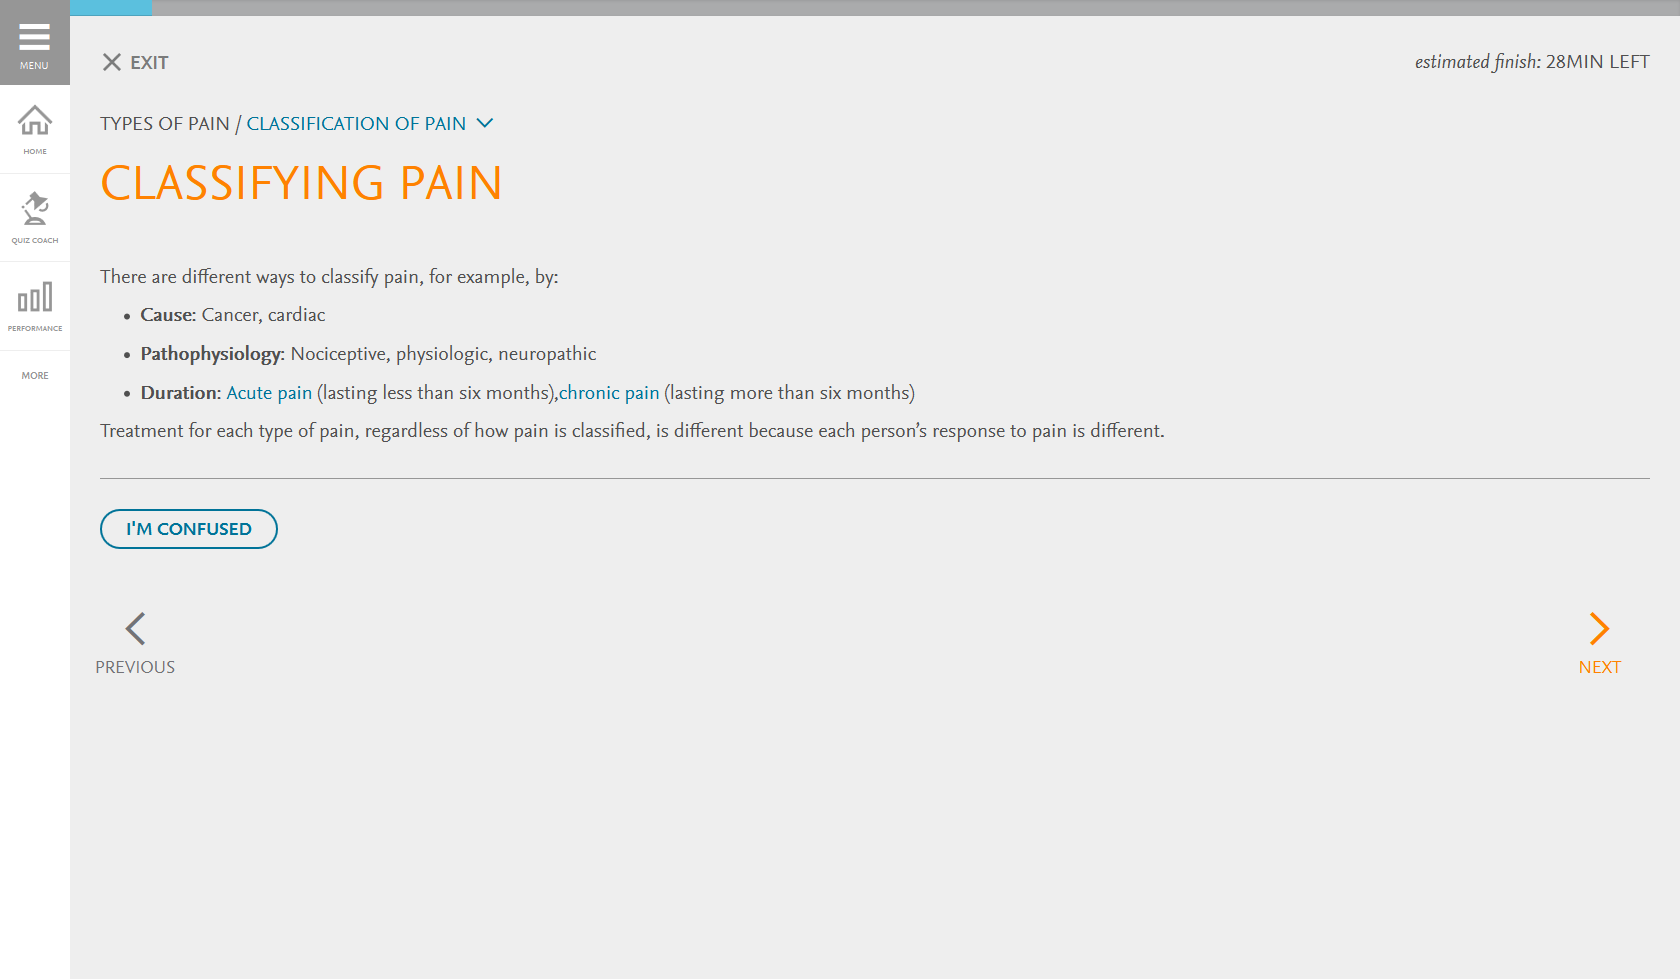 MENU
HOME
QUIZ COACH
PERFORMANCE
MORE
EXIT
estimated finish: 28MIN LEFT
TYPES OF PAIN / CLASSIFICATION OF PAIN
CLASSIFYING PAIN
There are different ways to classify pain, for example, by:
• Cause: Cancer, cardiac
• Pathophysiology: Nociceptive, physiologic, neuropathic
• Duration: Acute pain (lasting less than six months),chronic pain (lasting more than six months)
Treatment for each type of pain, regardless of how pain is classified, is different because each person’s response to pain is different.
I'M CONFUSED
PREVIOUS
NEXT